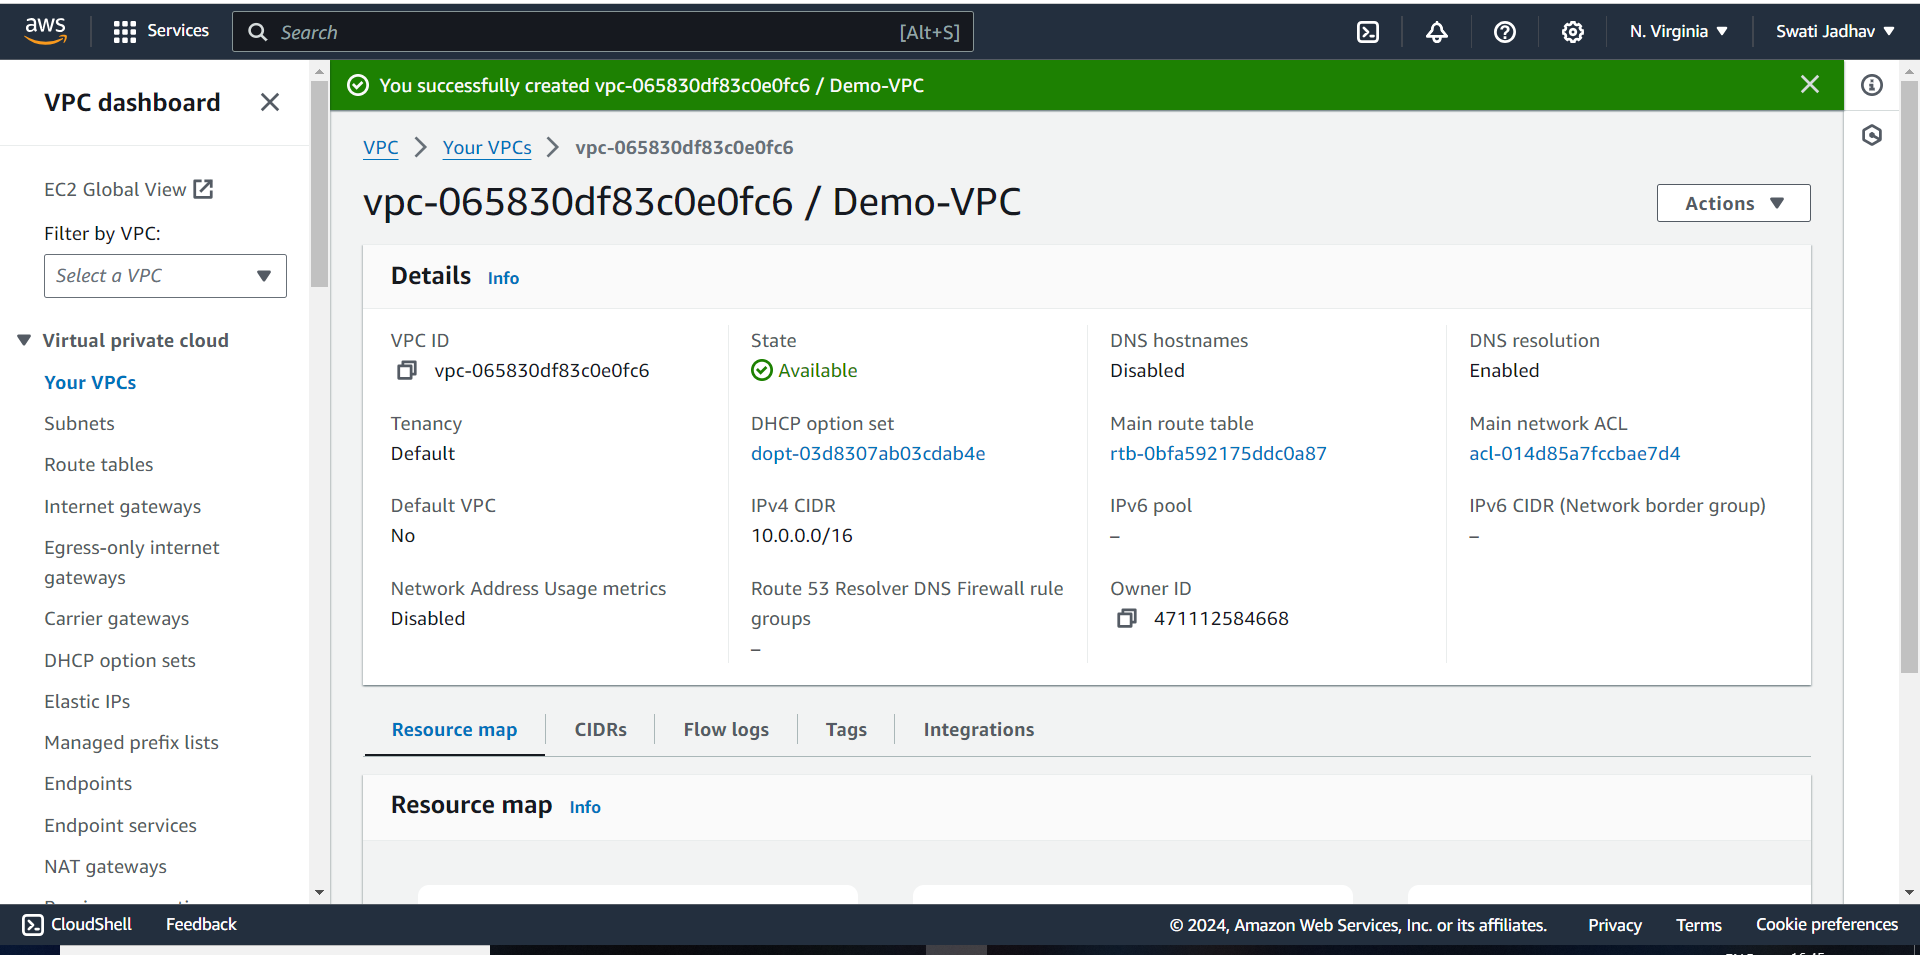 aws
Services
Search
[Alt+S]
N. Virginia
Swati Jadhav
VPC dashboard
EC2 Global View
Filter by VPC:
Select a VPC
Virtual private cloud
Your VPCs
Subnets
Route tables
Internet gateways
Egress-only internet
gateways
Carrier gateways
DHCP option sets
Elastic IPs
Managed prefix lists
Endpoints
Endpoint services
NAT gateways
You successfully created vpc-065830df83c0e0fc6 / Demo-VPC
VPC
Your VPCs
vpc-065830df83c0e0fc6
vpc-065830df83c0e0fc6 / Demo-VPC
Actions
Details Info
VPC ID
vpc-065830df83c0e0fc6
State
Available
DNS hostnames
Disabled
DNS resolution
Enabled
Tenancy
Default
DHCP option set
dopt-03d8307ab03cdab4e
Main route table
rtb-0bfa592175ddc0a87
Main network ACL
acl-014d85a7fccbae7d4
Default VPC
No
IPv4 CIDR
10.0.0.0/16
IPv6 pool
–
IPv6 CIDR (Network border group)
–
Network Address Usage metrics
Disabled
Route 53 Resolver DNS Firewall rule
groups
–
Owner ID
471112584668
Resource map
CIDRs
Flow logs
Tags
Integrations
Resource map Info
CloudShell
Feedback
© 2024, Amazon Web Services, Inc. or its affiliates.
Privacy
Terms
Cookie preferences